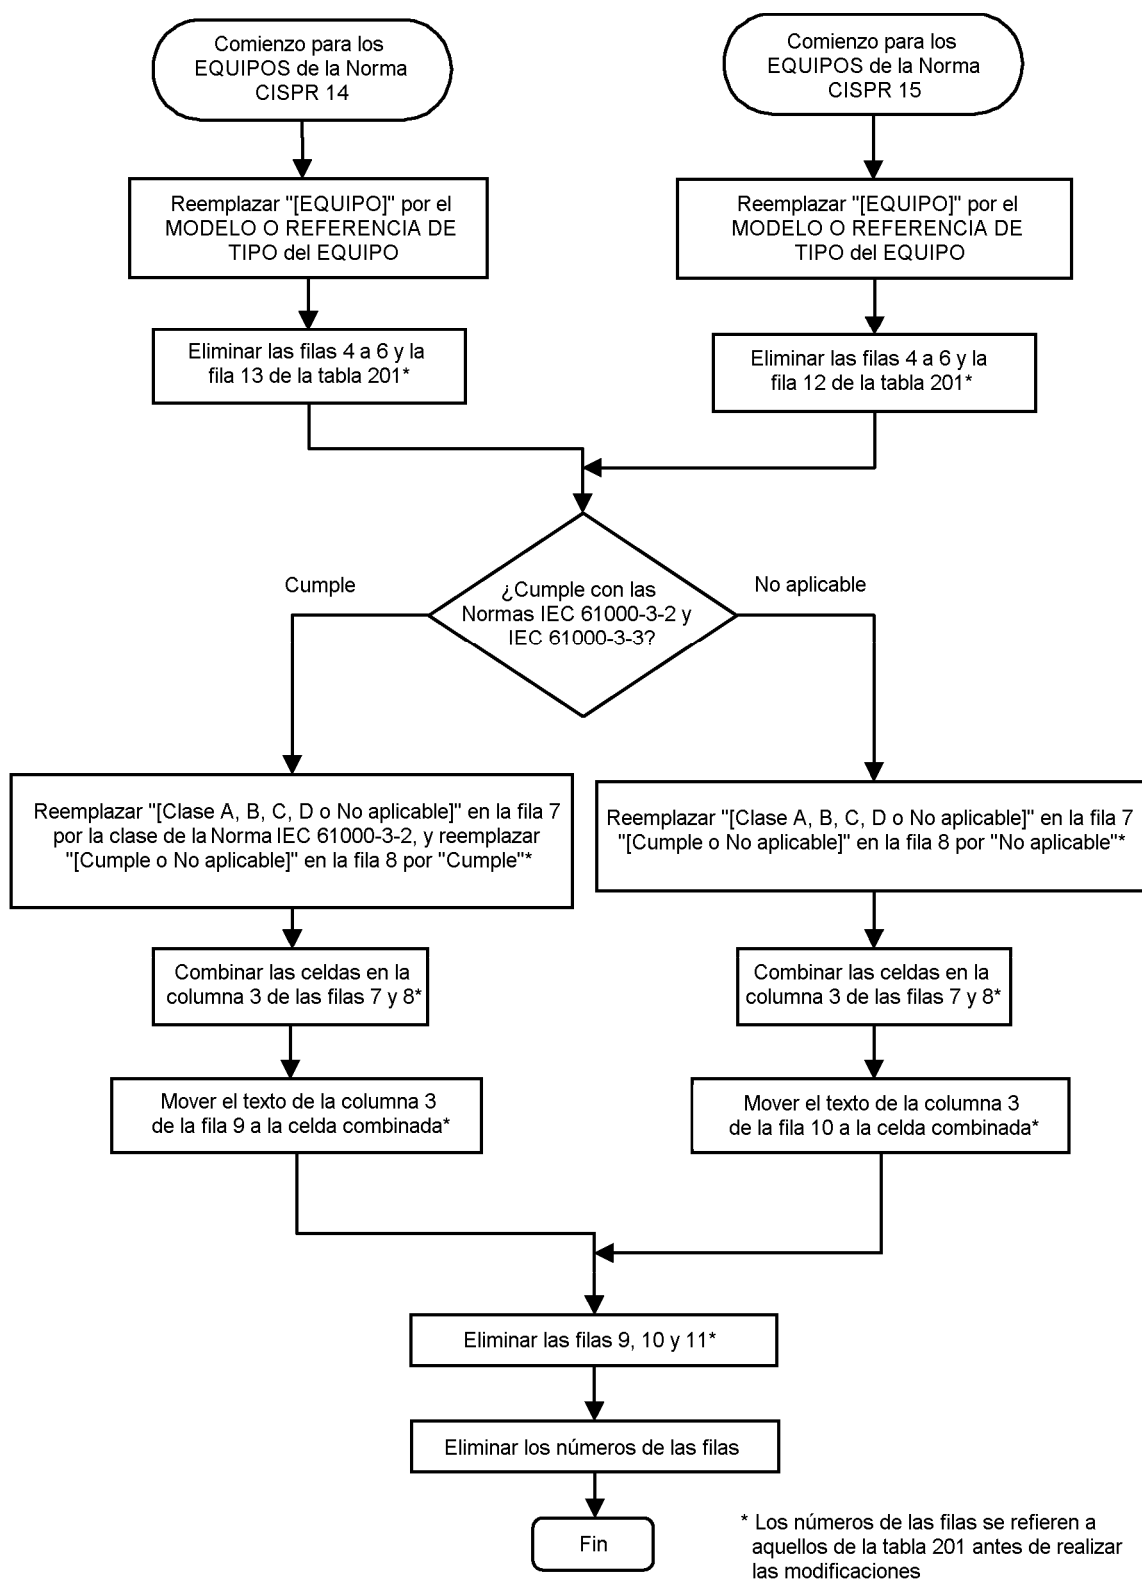 Comienzo para los
EQUIPOS de la Norma
CISPR 14
Comienzo para los
EQUIPOS de la Norma
CISPR 15
Reemplazar "[EQUIPO]" por el
MODELO O REFERENCIA DE
TIPO del EQUIPO
Reemplazar "[EQUIPO]" por el
MODELO O REFERENCIA DE
TIPO del EQUIPO
Eliminar las filas 4 a 6 y la
fila 13 de la tabla 201*
Eliminar las filas 4 a 6 y la
fila 12 de la tabla 201*
Cumple
¿Cumple con las
Normas IEC 61000-3-2 y
IEC 61000-3-3?
No aplicable
Reemplazar "[Clase A, B, C, D o No aplicable]" en la fila 7
por la clase de la Norma IEC 61000-3-2, y reemplazar
"[Cumple o No aplicable]" en la fila 8 por "Cumple"*
Reemplazar "[Clase A, B, C, D o No aplicable]" en la fila 7
"[Cumple o No aplicable]" en la fila 8 por "No aplicable"*
Combinar las celdas en la
columna 3 de las filas 7 y 8*
Combinar las celdas en la
columna 3 de las filas 7 y 8*
Mover el texto de la columna 3
de la fila 9 a la celda combinada*
Mover el texto de la columna 3
de la fila 10 a la celda combinada*
Eliminar las filas 9, 10 y 11*
Eliminar los números de las filas
Fin
* Los números de las filas se refieren a
aquellos de la tabla 201 antes de realizar
las modificaciones